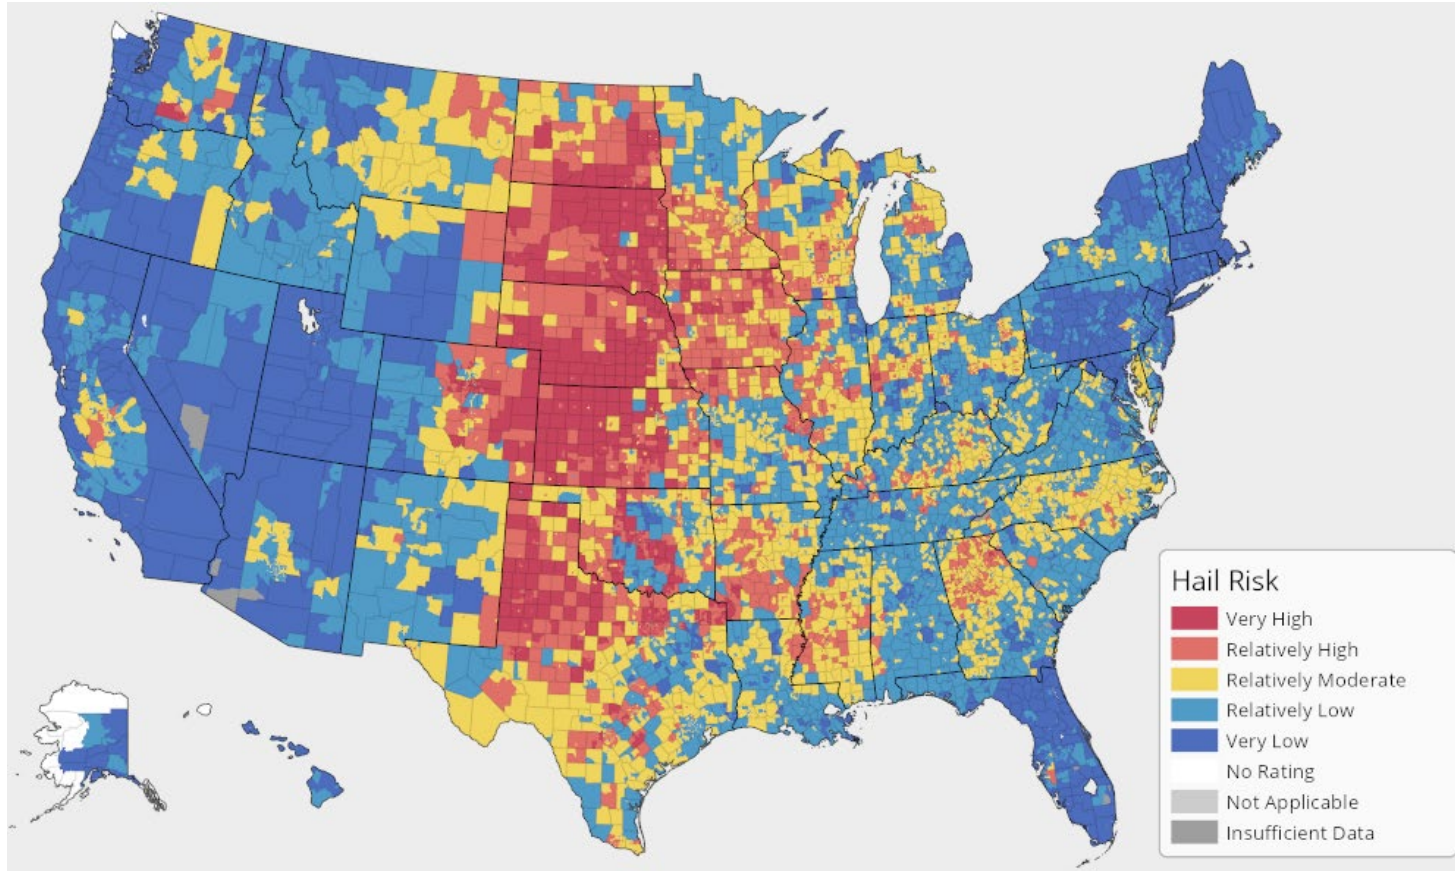 Hail Risk
Very High
Relatively High
Relatively Moderate
Relatively Low
Very Low
No Rating
Not Applicable
Insufficient Data